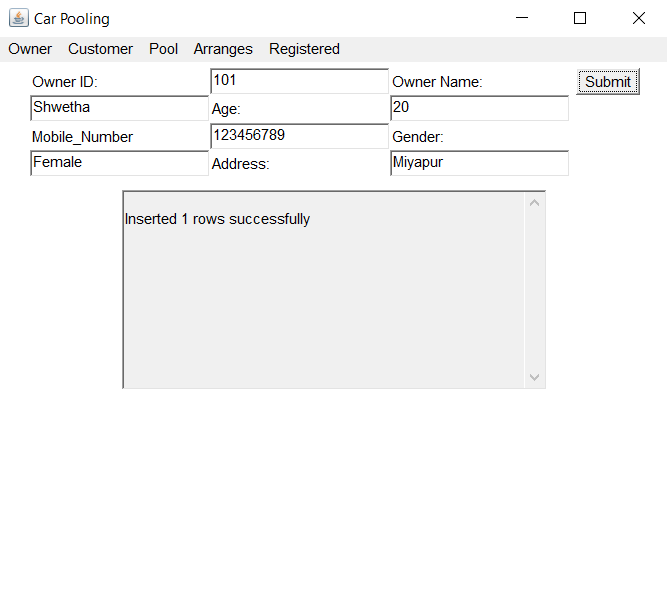 Car Pooling
Owner Customer Pool Arranges Registered
Owner ID: 101 Owner Name: Submit
Shwetha Age: 20
Mobile_Number 123456789 Gender:
Female Address: Miyapur
Inserted 1 rows successfully